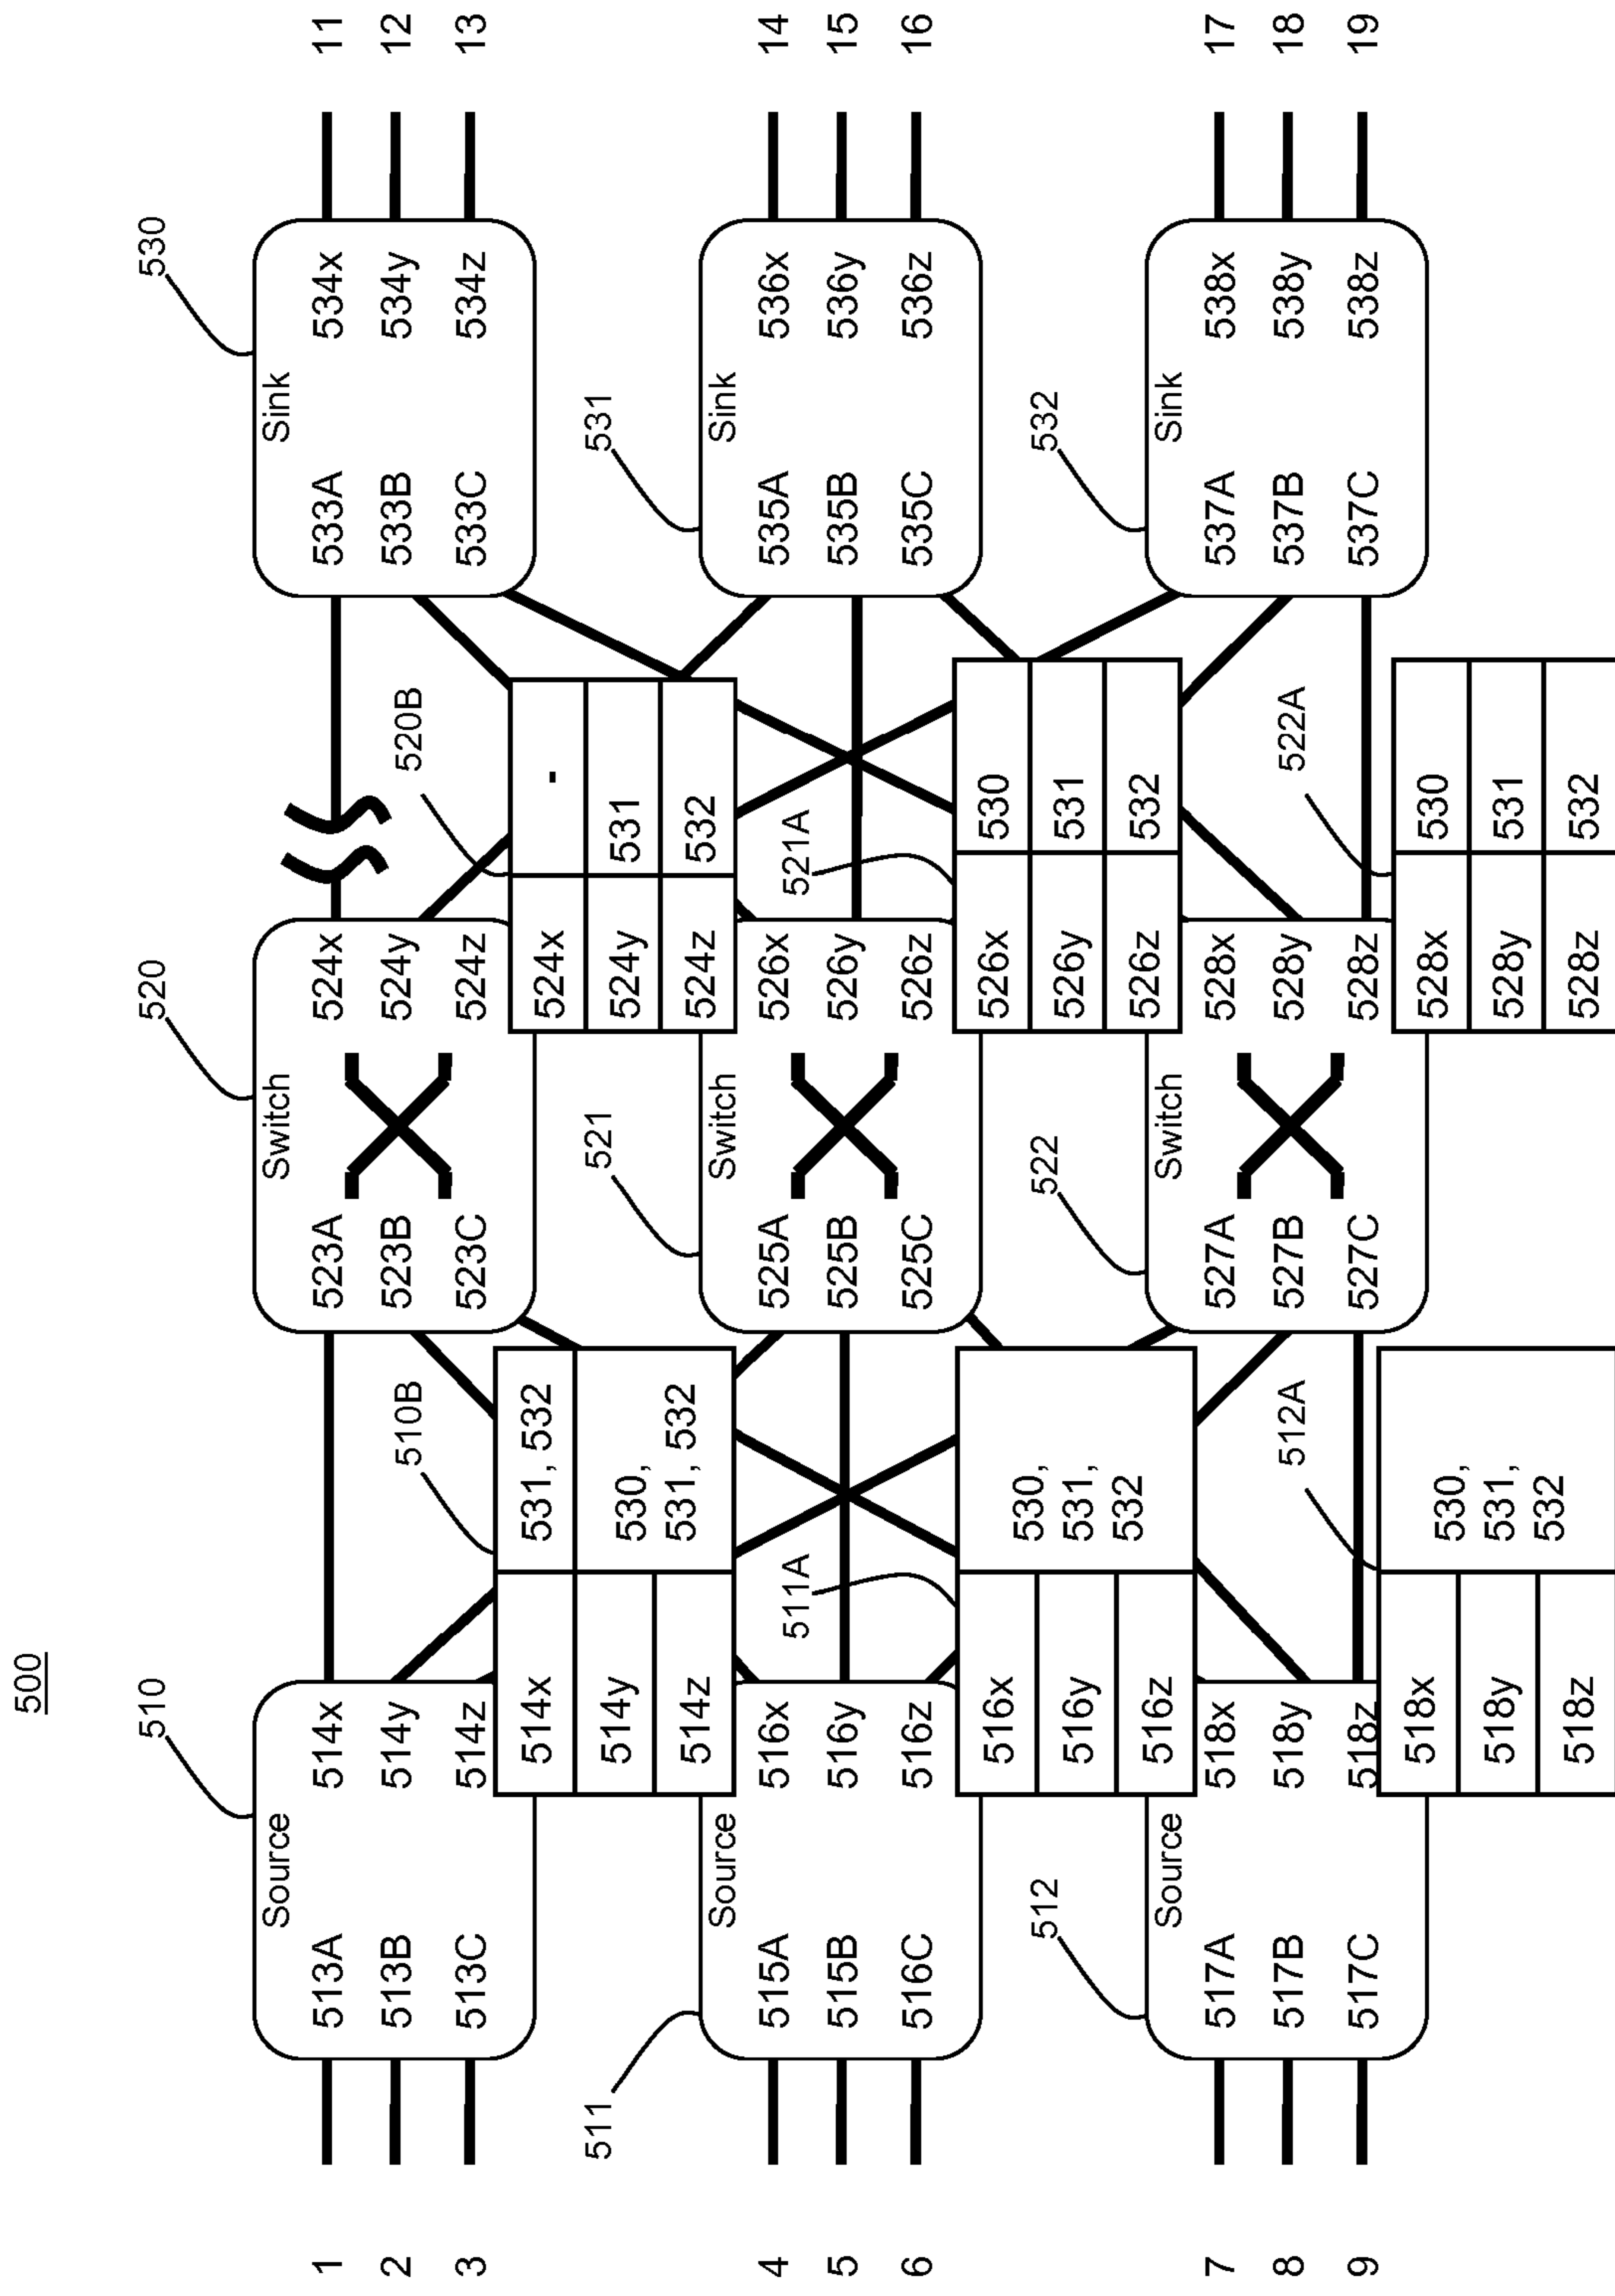 500
510
520
530
1
2
3
Source
513A
513B
513C
514x
514y
514z
Switch
523A
523B
523C
524x
524y
524z
Sink
533A
533B
533C
534x
534y
534z
11
12
13
510B
514x
531, 532
514y
530,
531, 532
514z
520B
524x
-
524y
531
524z
532
511
521
531
4
5
6
Source
515A
515B
516C
516x
516y
516z
Switch
525A
525B
525C
526x
526y
526z
Sink
535A
535B
535C
536x
536y
536z
14
15
16
511A
516x
516y
516z
530,
531,
532
521A
526x
530
526y
531
526z
532
512
522
532
7
8
9
Source
517A
517B
517C
518x
518y
518z
Switch
527A
527B
527C
528x
528y
528z
Sink
537A
537B
537C
538x
538y
538z
17
18
19
512A
518x
518y
518z
530,
531,
532
522A
528x
530
528y
531
528z
532